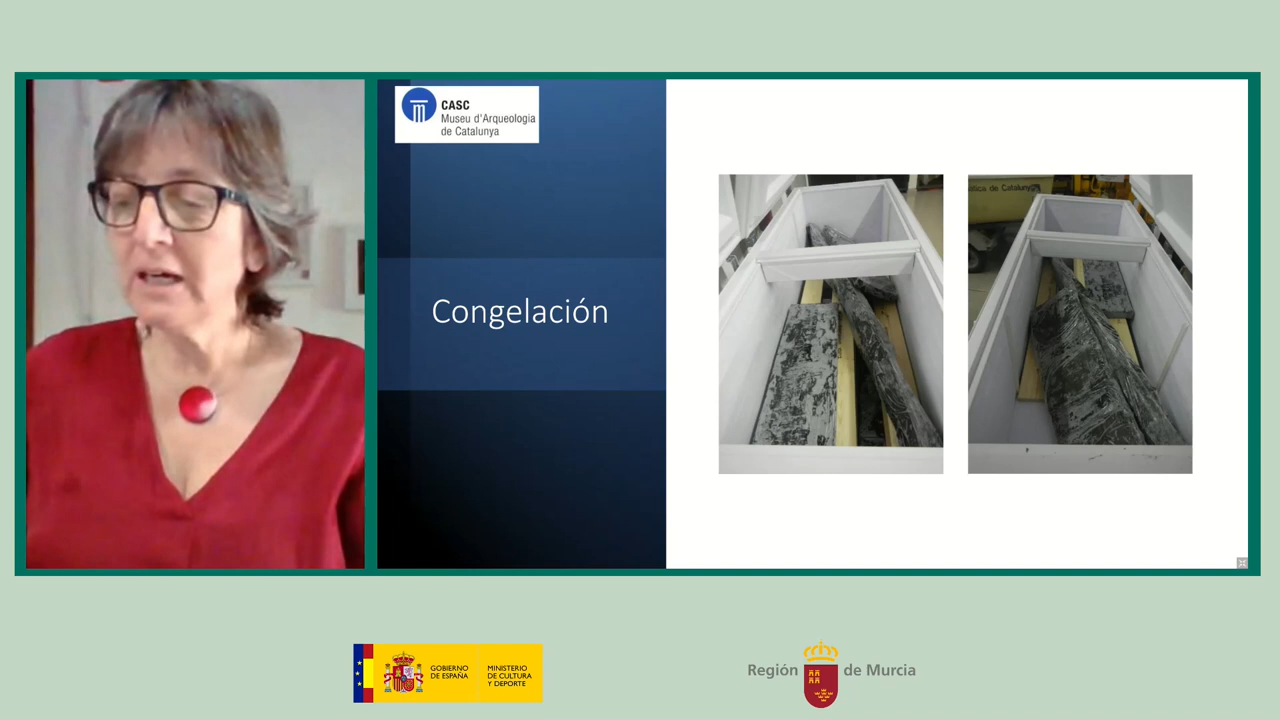 CASC
Museu d'Arqueologia
de Catalunya
Congelación
GOBIERNO
DE ESPAÑA
MINISTERIO
DE CULTURA
Y DEPORTE
Región de Murcia